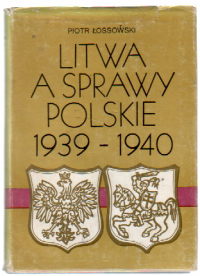 PIOTR ŁOSSOWSKI
LITWA
A SPRAWY
POLSKIE
1939-1940